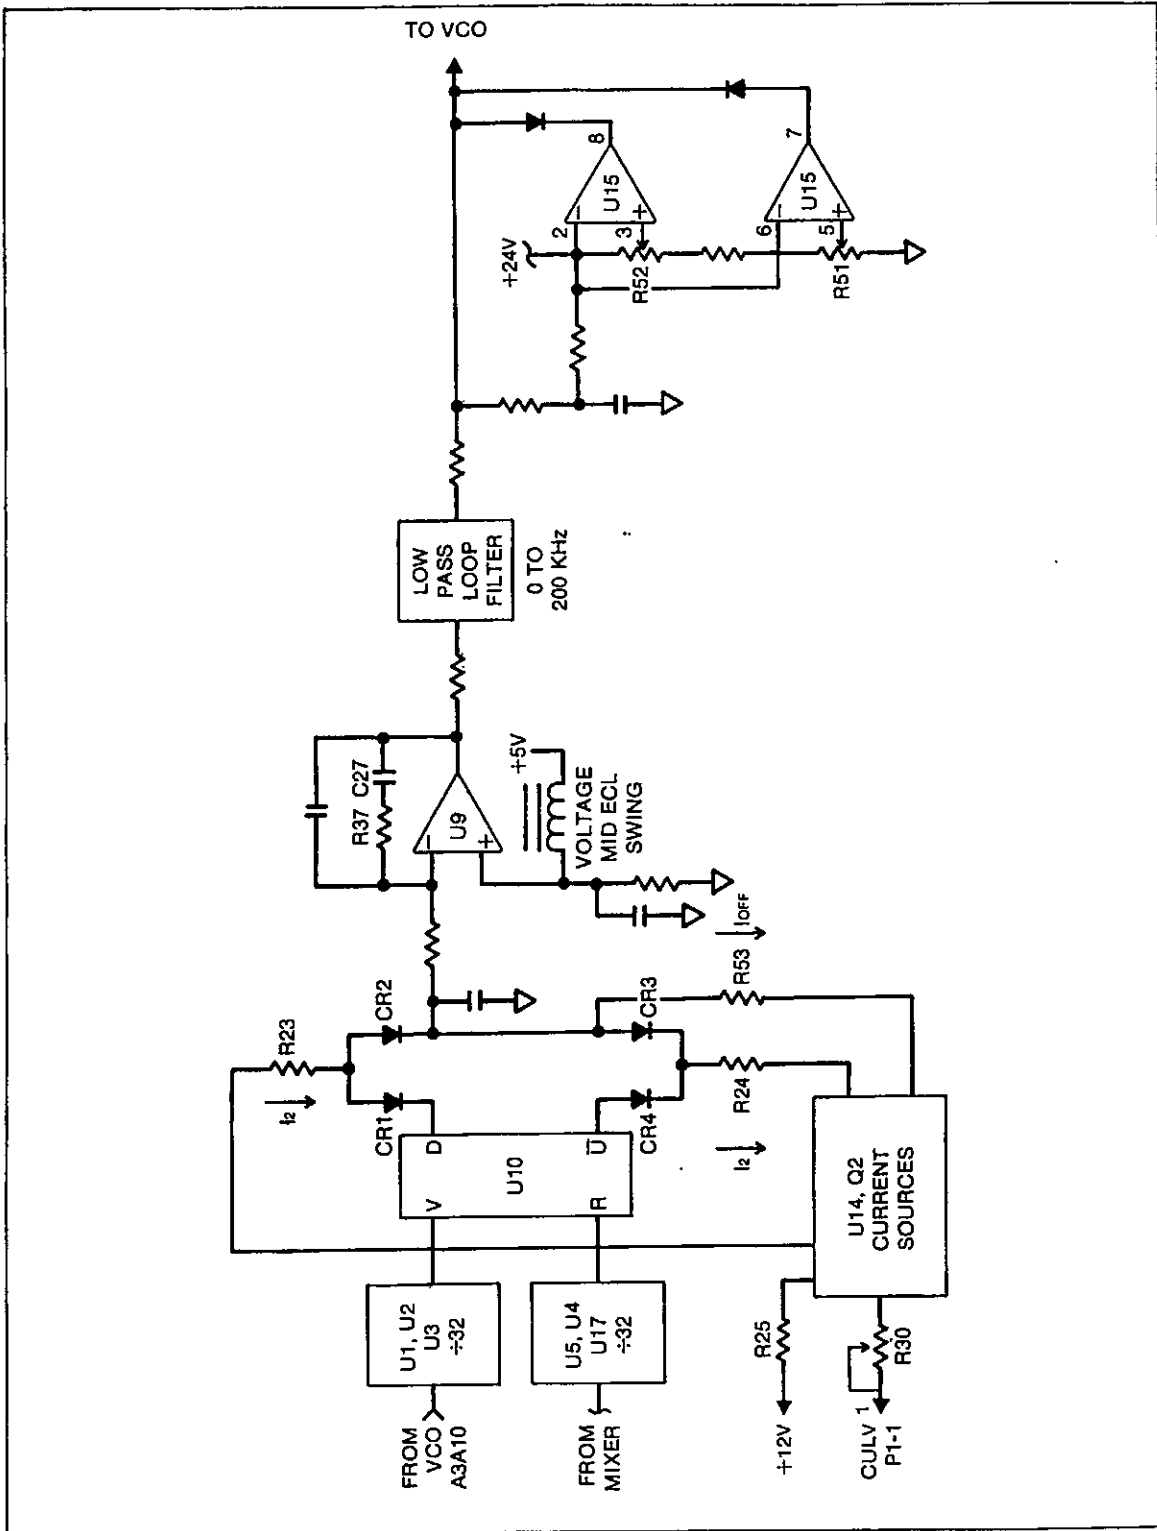 TO VCO
8
U15
−
+
2
3
7
U15
−
+
6
5
+24V
R52
R51
LOW
PASS
LOOP
FILTER
0 TO
200 KHz
R37 C27
U9
−
+
+5V
VOLTAGE
MID ECL
SWING
R23
I2
CR2
CR1
CR3
CR4
IOFF
R53
R24
I2
D
U̅
U10
V
R
U14, Q2
CURRENT
SOURCES
U1, U2
U3
÷32
U5, U4
U17
÷32
R25
R30
FROM
VCO
A3A10
FROM
MIXER
+12V
CULV 1
P1-1